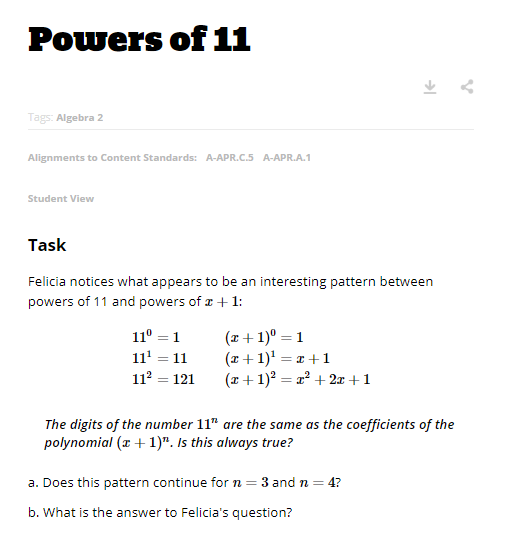 Powers of 11
Tags: Algebra 2
Alignments to Content Standards: A-APR.C.5 A-APR.A.1
Student View
Task
Felicia notices what appears to be an interesting pattern between
powers of 11 and powers of x + 1:
11⁰ = 1 (x + 1)⁰ = 1
11¹ = 11 (x + 1)¹ = x + 1
11² = 121 (x + 1)² = x² + 2x + 1
The digits of the number 11ⁿ are the same as the coefficients of the
polynomial (x + 1)ⁿ. Is this always true?
a. Does this pattern continue for n = 3 and n = 4?
b. What is the answer to Felicia's question?